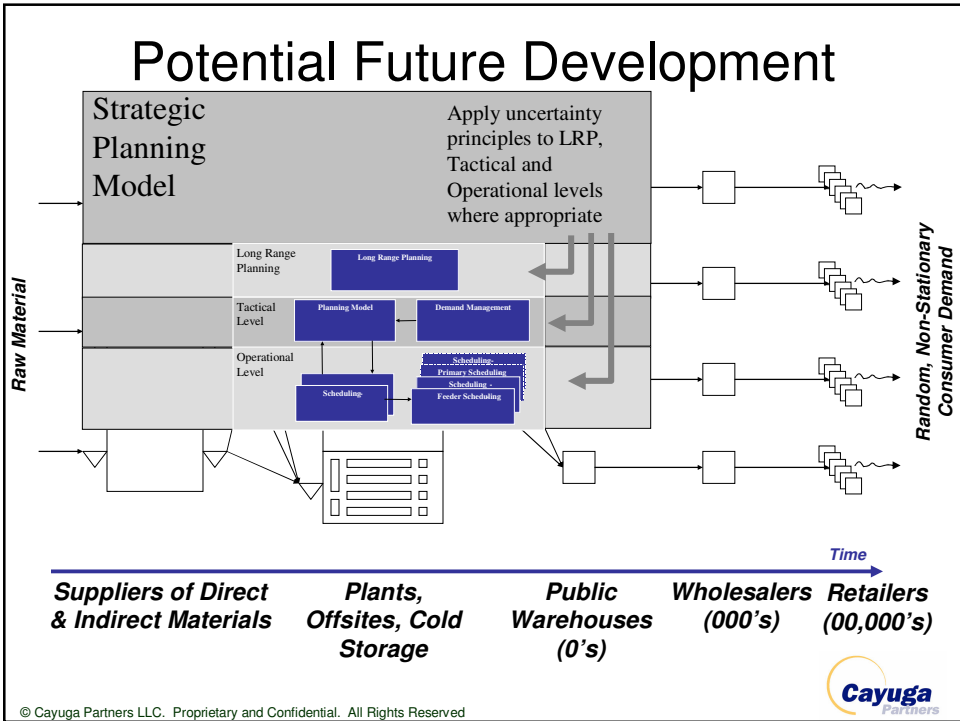 Potential Future Development
Strategic
Planning
Model
Apply uncertainty
principles to LRP,
Tactical and
Operational levels
where appropriate
Long Range
Planning
Long Range Planning
Tactical
Level
Planning Model
Demand Management
Operational
Level
Scheduling-
Scheduling-
Primary Scheduling
Scheduling -
Feeder Scheduling
Raw Material
Random, Non-Stationary
Consumer Demand
Time
Suppliers of Direct
& Indirect Materials
Plants,
Offsites, Cold
Storage
Public
Warehouses
(0's)
Wholesalers
(000's)
Retailers
(00,000's)
Cayuga
Partners
© Cayuga Partners LLC. Proprietary and Confidential. All Rights Reserved